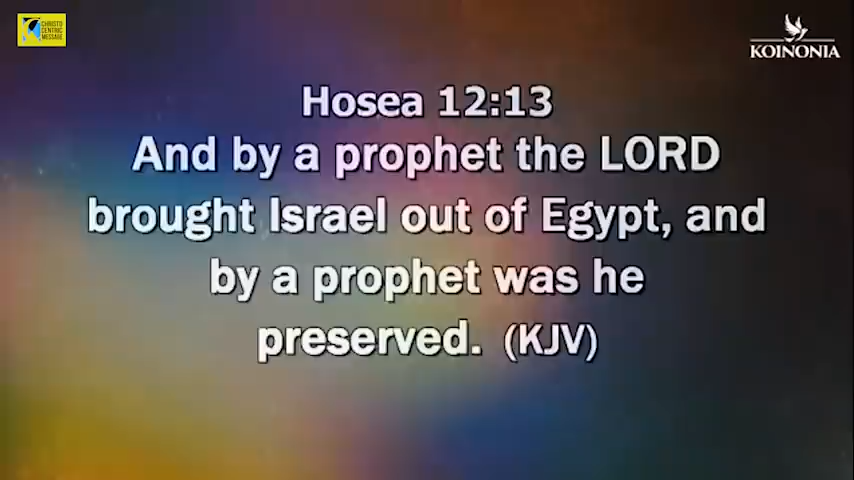 CHRISTO
CENTRIC
MESSAGE
KOINONIA
Hosea 12:13
And by a prophet the LORD
brought Israel out of Egypt, and
by a prophet was he
preserved. (KJV)